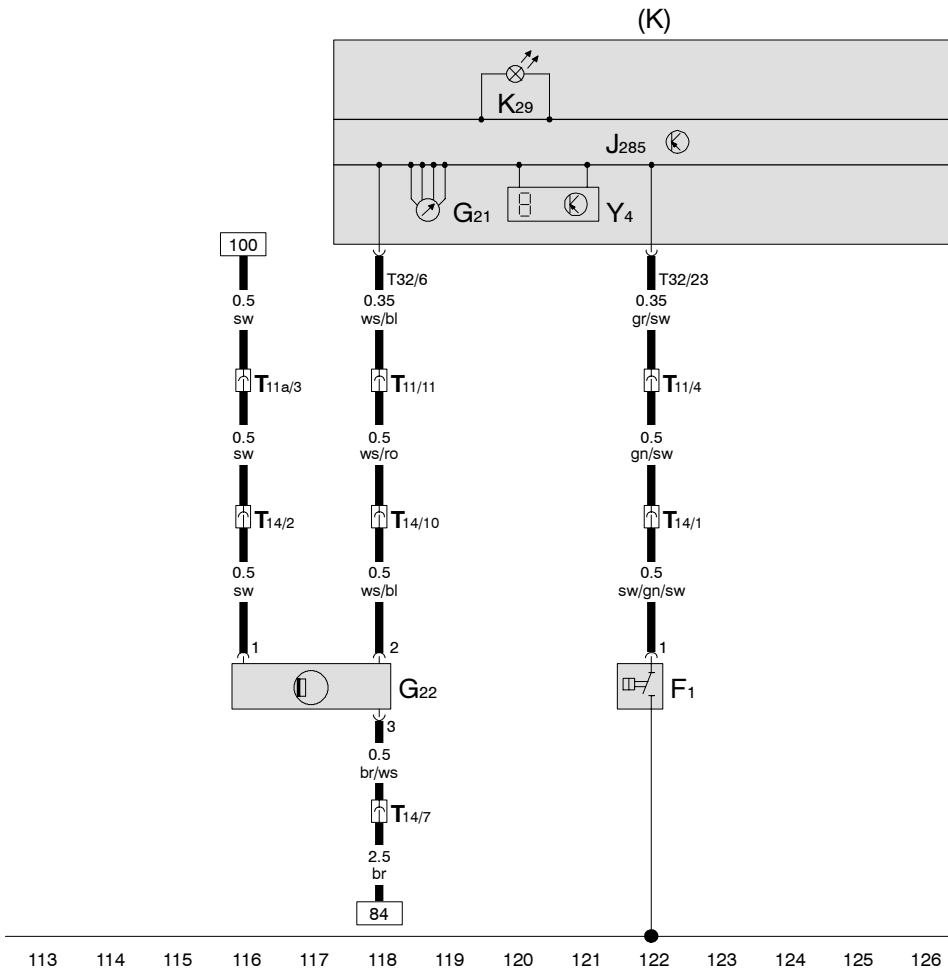 (K)
K29
J285
G21
Y4
100
T32/6
T32/23
0.5
sw
0.35
ws/bl
0.35
gr/sw
T11a/3
T11/11
T11/4
0.5
sw
0.5
ws/ro
0.5
gn/sw
T14/2
T14/10
T14/1
0.5
sw
0.5
ws/bl
0.5
sw/gn/sw
1
2
1
G22
F1
3
0.5
br/ws
T14/7
2.5
br
84
113 114 115 116 117 118 119 120 121 122 123 124 125 126